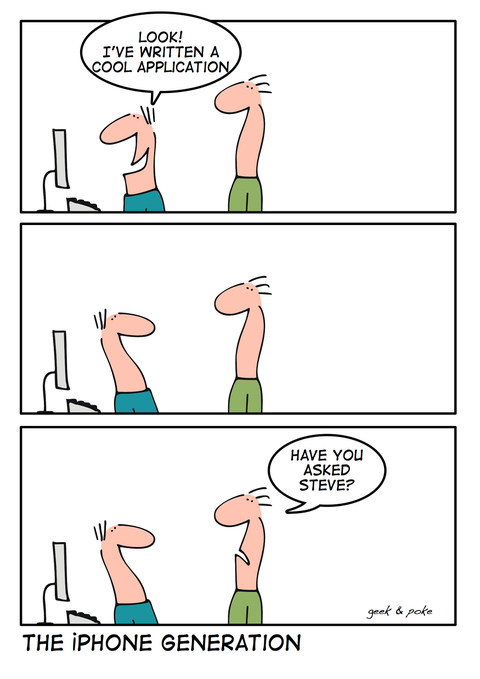 LOOK!
I'VE WRITTEN A
COOL APPLICATION
HAVE YOU
ASKED
STEVE?
geek & poke
THE iPHONE GENERATION